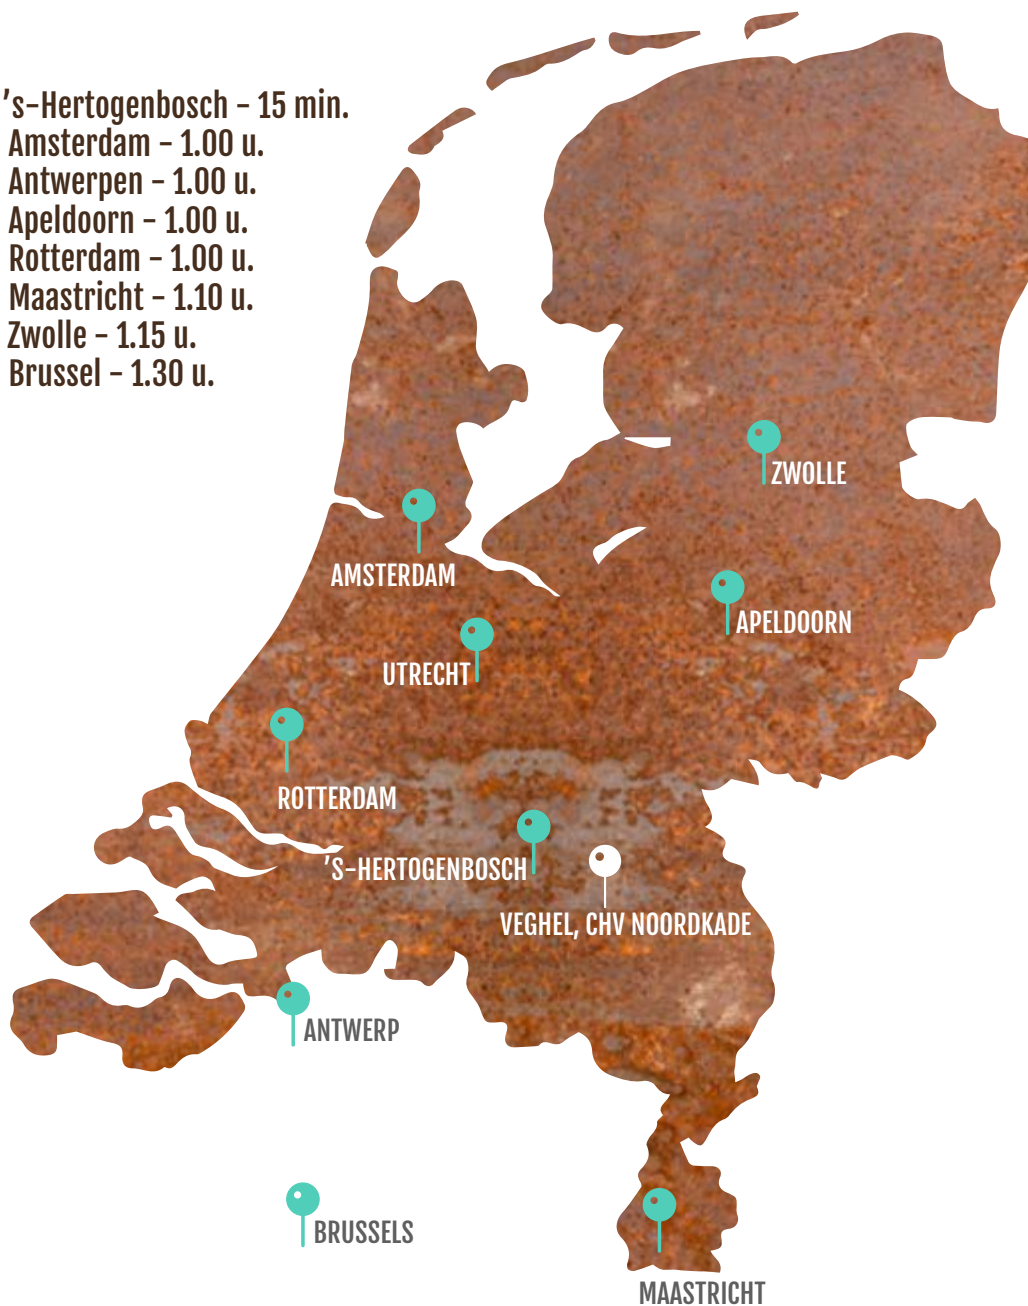 ’s-Hertogenbosch - 15 min.
Amsterdam - 1.00 u.
Antwerpen - 1.00 u.
Apeldoorn - 1.00 u.
Rotterdam - 1.00 u.
Maastricht - 1.10 u.
Zwolle - 1.15 u.
Brussel - 1.30 u.
ZWOLLE
AMSTERDAM
APELDOORN
UTRECHT
ROTTERDAM
’S-HERTOGENBOSCH
VEGHEL, CHV NOORDKADE
ANTWERP
BRUSSELS
MAASTRICHT